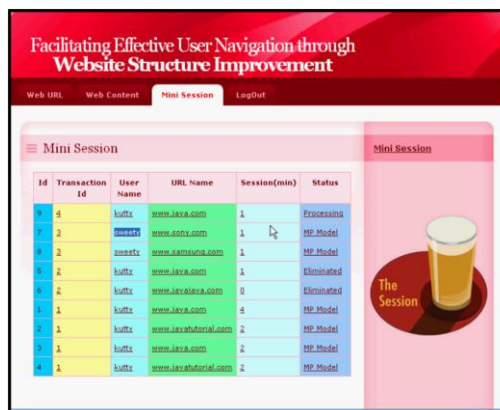 Facilitating Effective User Navigation through
Website Structure Improvement
Web URL Web Content Mini Session LogOut
Mini Session
Mini Session
Id Transaction Id User Name URL Name Session(min) Status
9 4 kutty www.java.com 1 Processing
7 3 sweety www.sony.com 1 MP Model
8 3 sweety www.samsung.com 1 MP Model
5 2 kutty www.java.com 1 Eliminated
6 2 kutty www.javajava.com 0 Eliminated
1 1 kutty www.java.com 4 MP Model
2 1 kutty www.javatutorial.com 2 MP Model
3 1 kutty www.java.com 2 MP Model
4 1 kutty www.javatutorial.com 2 MP Model
The
Session